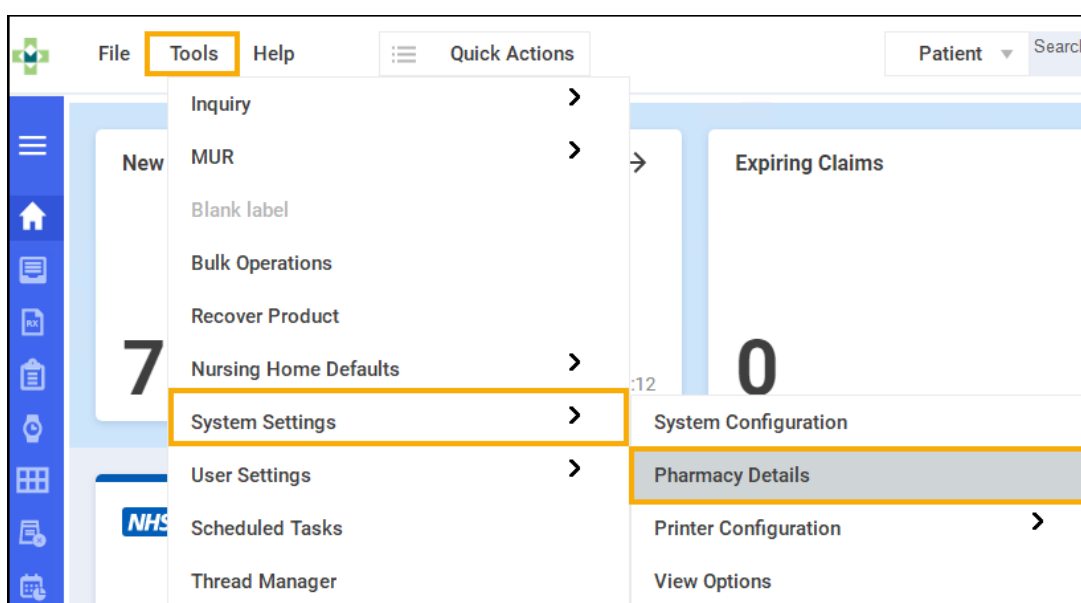 File Tools Help Quick Actions Patient
Inquiry
MUR
New
Expiring Claims
Blank label
Bulk Operations
Recover Product
Nursing Home Defaults
7
:12
0
System Settings
System Configuration
User Settings
Pharmacy Details
NHS
Scheduled Tasks
Printer Configuration
Thread Manager
View Options
RX